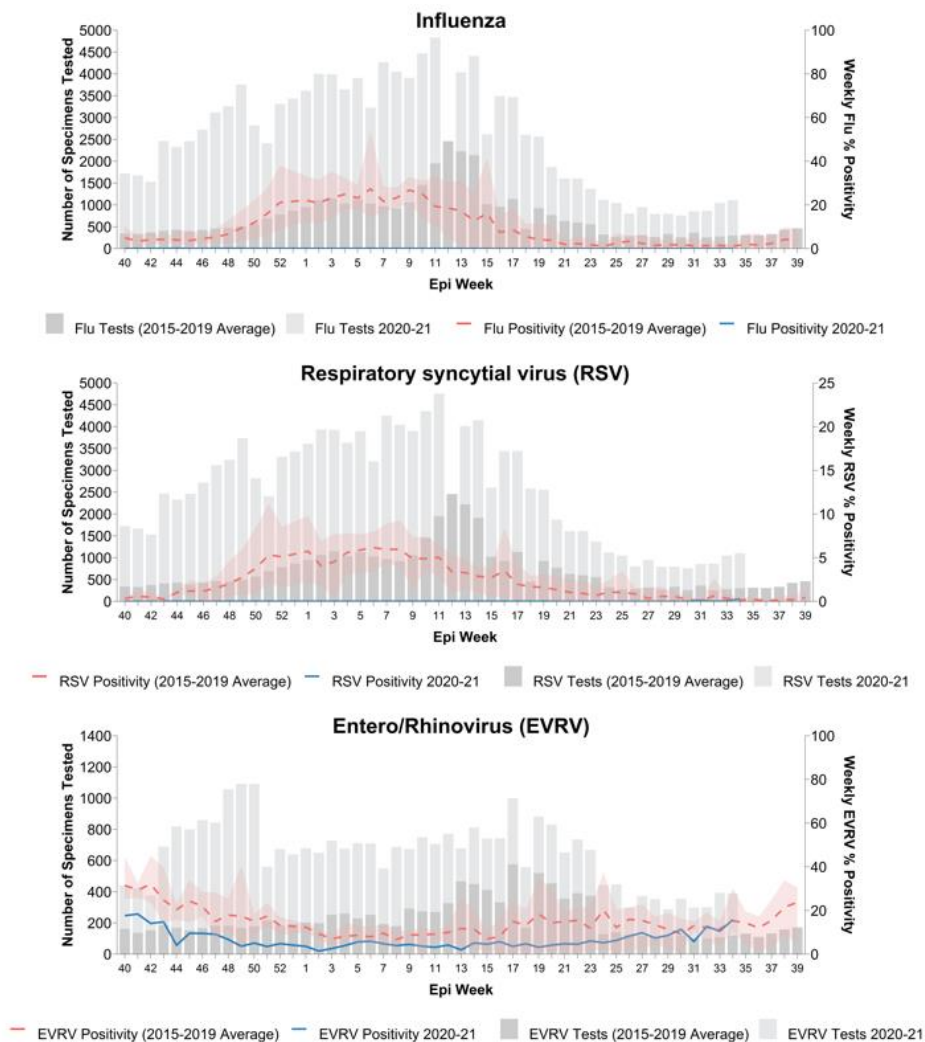 Influenza
Number of Specimens Tested
5000
4500
4000
3500
3000
2500
2000
1500
1000
500
0
100
80
60
40
20
0
Weekly Flu % Positivity
40 42 44 46 48 50 52 1 3 5 7 9 11 13 15 17 19 21 23 25 27 29 31 33 35 37 39
Epi Week
Flu Tests (2015-2019 Average) Flu Tests 2020-21 Flu Positivity (2015-2019 Average) Flu Positivity 2020-21
Respiratory syncytial virus (RSV)
Number of Specimens Tested
5000
4500
4000
3500
3000
2500
2000
1500
1000
500
0
25
20
15
10
5
0
Weekly RSV % Positivity
40 42 44 46 48 50 52 1 3 5 7 9 11 13 15 17 19 21 23 25 27 29 31 33 35 37 39
Epi Week
RSV Positivity (2015-2019 Average) RSV Positivity 2020-21 RSV Tests (2015-2019 Average) RSV Tests 2020-21
Entero/Rhinovirus (EVRV)
Number of Specimens Tested
1400
1200
1000
800
600
400
200
0
100
80
60
40
20
0
Weekly EVRV % Positivity
40 42 44 46 48 50 52 1 3 5 7 9 11 13 15 17 19 21 23 25 27 29 31 33 35 37 39
Epi Week
EVRV Positivity (2015-2019 Average) EVRV Positivity 2020-21 EVRV Tests (2015-2019 Average) EVRV Tests 2020-21